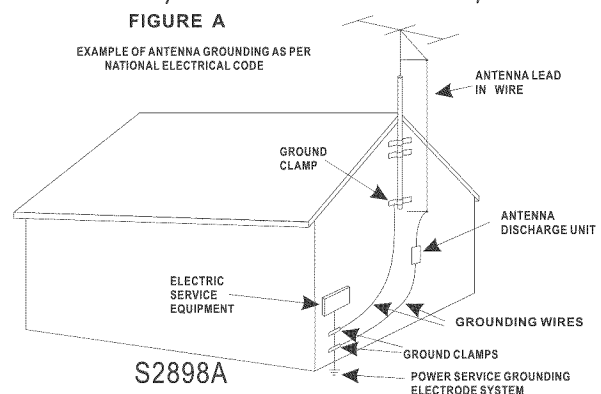 FIGURE A
EXAMPLE OF ANTENNA GROUNDING AS PER
NATIONAL ELECTRICAL CODE
ANTENNA LEAD
IN WIRE
GROUND
CLAMP
ANTENNA
DISCHARGE UNIT
ELECTRIC
SERVICE
EQUIPMENT
GROUNDING WIRES
GROUND CLAMPS
S2898A
POWER SERVICE GROUNDING
ELECTRODE SYSTEM